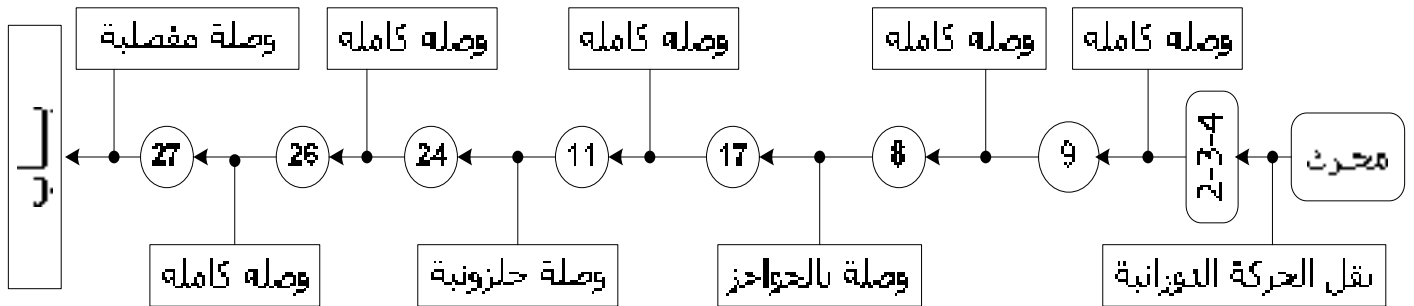 وصله كامله
وصله كامله
وصله كامله
وصله كامله
وصلة مفصلية
محرك
2-3-4
9
8
17
11
24
26
27
نقل الحركة الدورانية
وصلة بالحواجز
وصلة حلزونية
وصله كامله